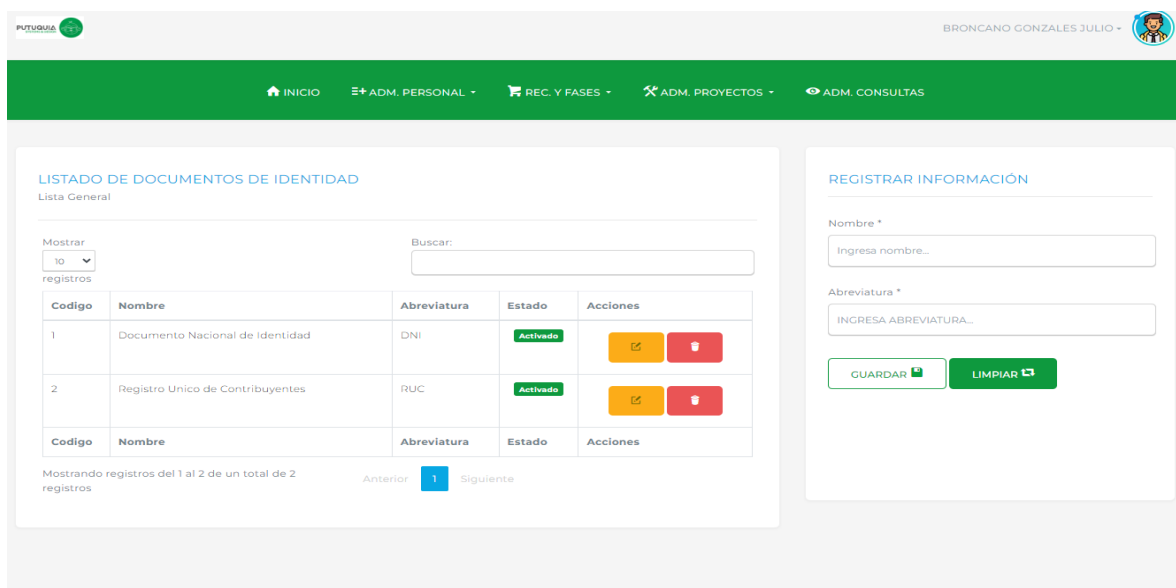 PUTUQUIA
BRONCANO GONZALES JULIO
INICIO
ADM. PERSONAL
REC. Y FASES
ADM. PROYECTOS
ADM. CONSULTAS
LISTADO DE DOCUMENTOS DE IDENTIDAD
Lista General
Mostrar
10
registros
Buscar:
Codigo Nombre Abreviatura Estado Acciones
1 Documento Nacional de Identidad DNI Activado
2 Registro Unico de Contribuyentes RUC Activado
Codigo Nombre Abreviatura Estado Acciones
Mostrando registros del 1 al 2 de un total de 2
registros
Anterior 1 Siguiente
REGISTRAR INFORMACIÓN
Nombre *
Ingresa nombre...
Abreviatura *
INGRESA ABREVIATURA...
GUARDAR
LIMPIAR